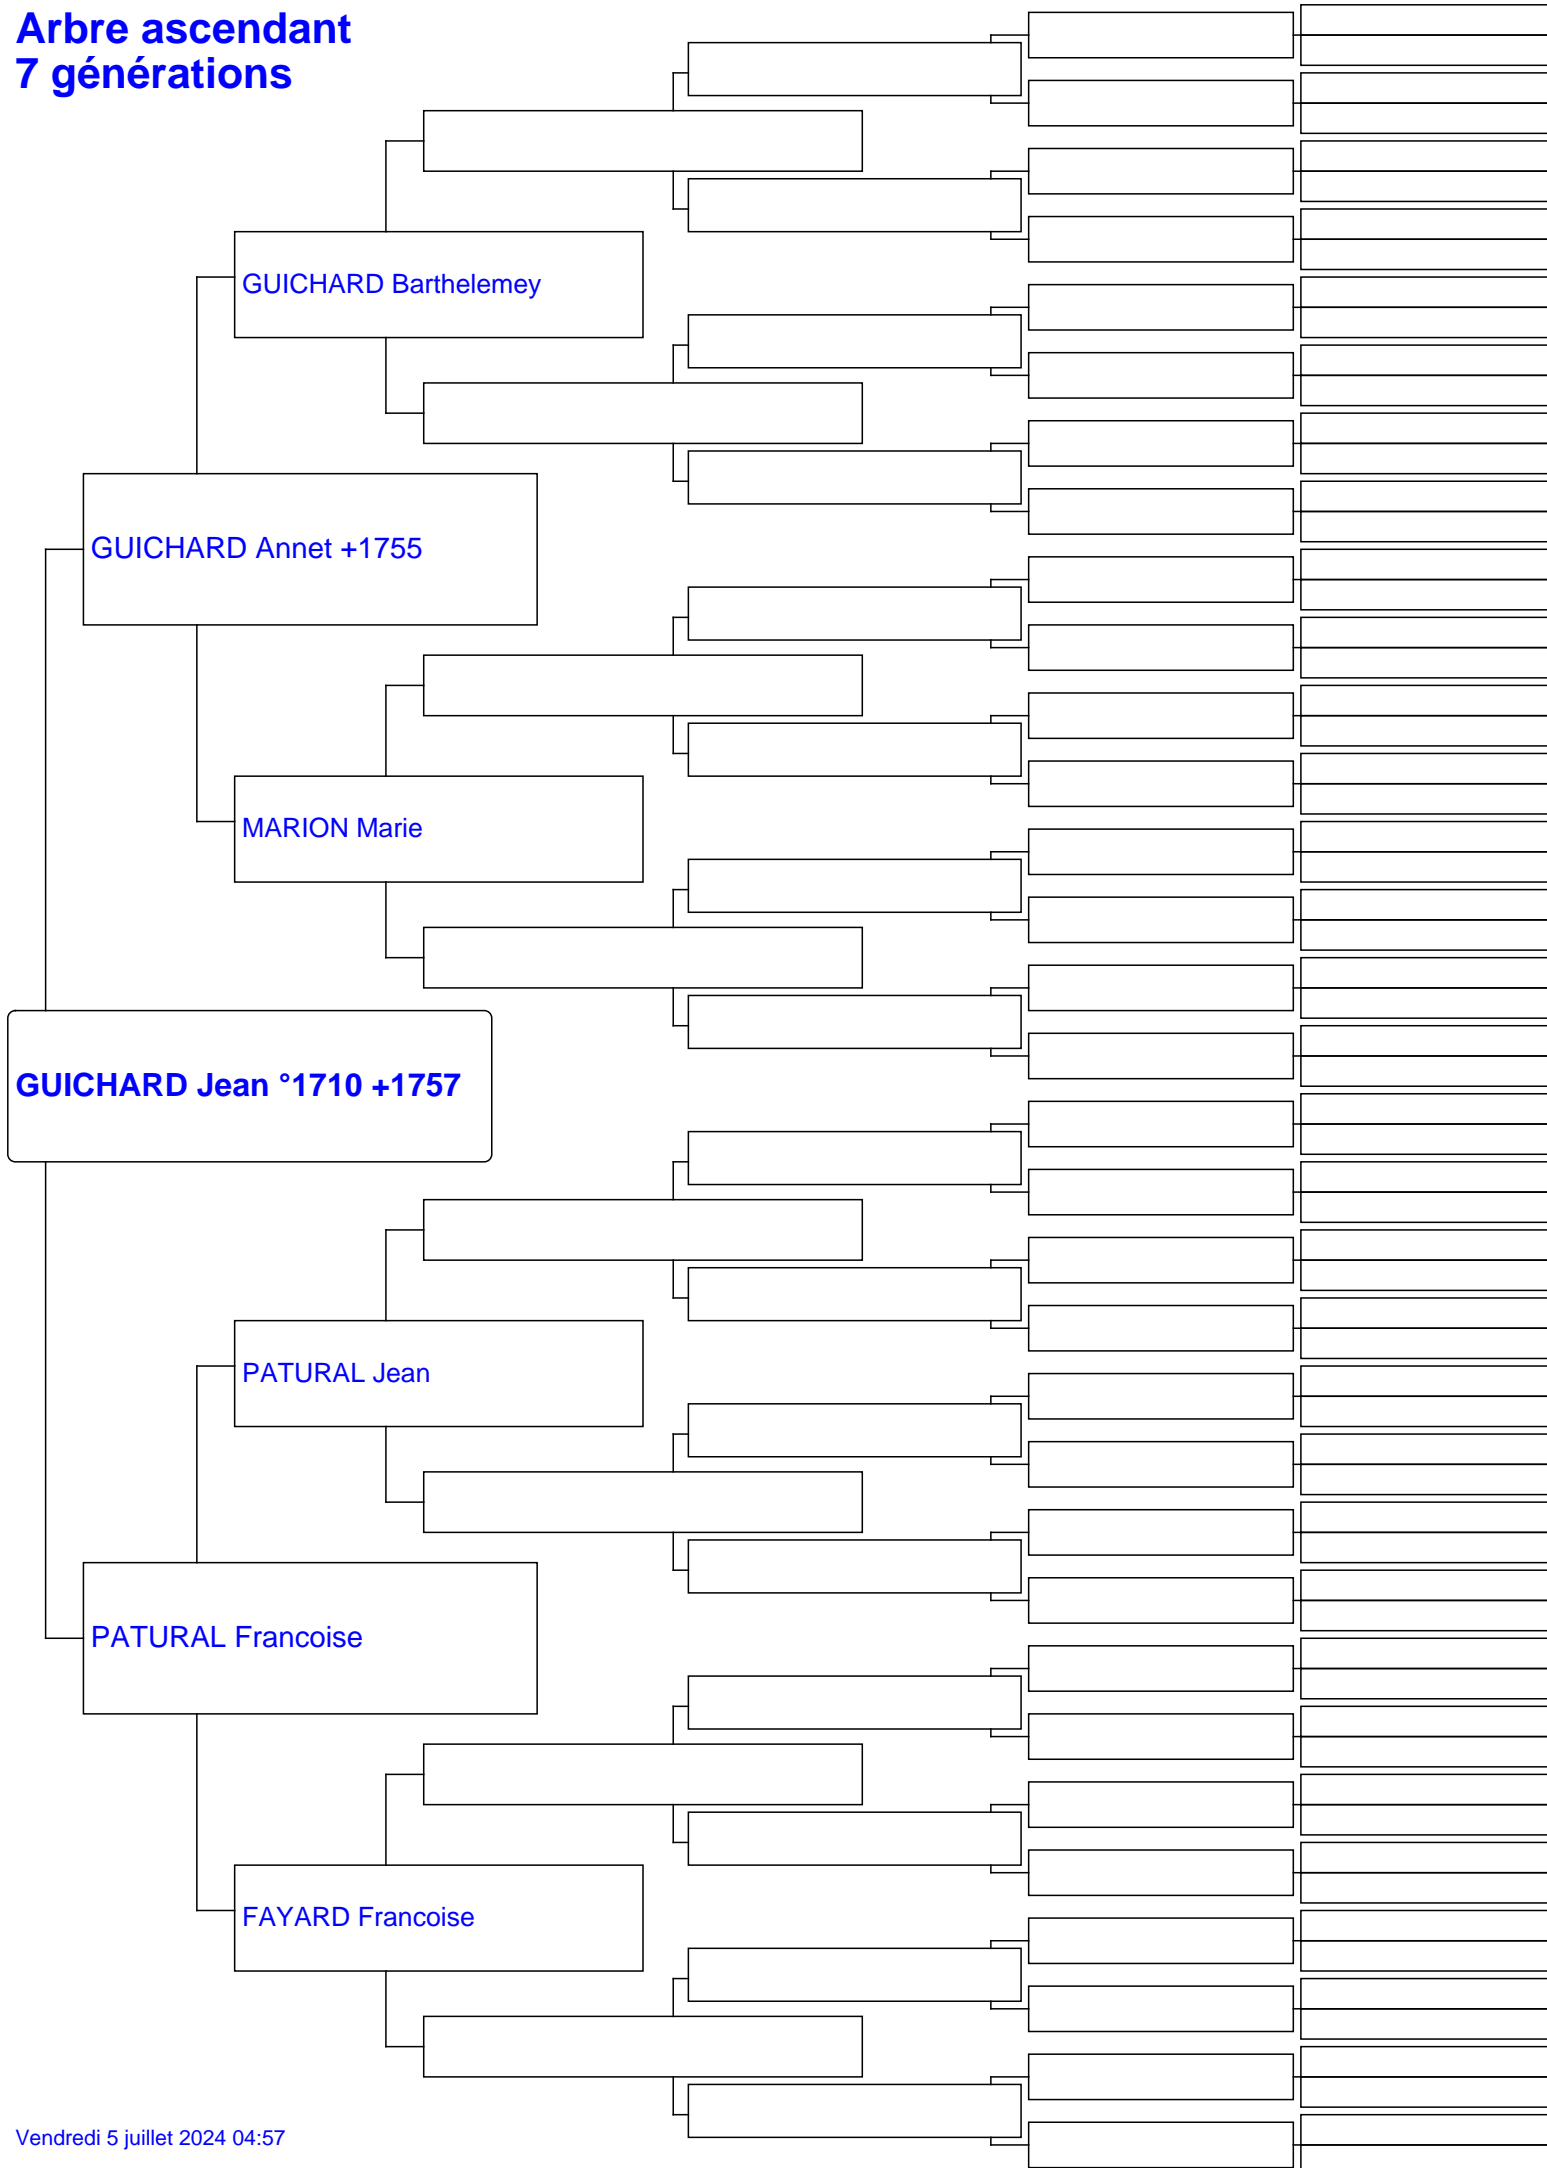 Arbre ascendant
7 générations
GUICHARD Barthelemey
GUICHARD Annet +1755
MARION Marie
GUICHARD Jean °1710 +1757
PATURAL Jean
PATURAL Francoise
FAYARD Francoise
Vendredi 5 juillet 2024 04:57